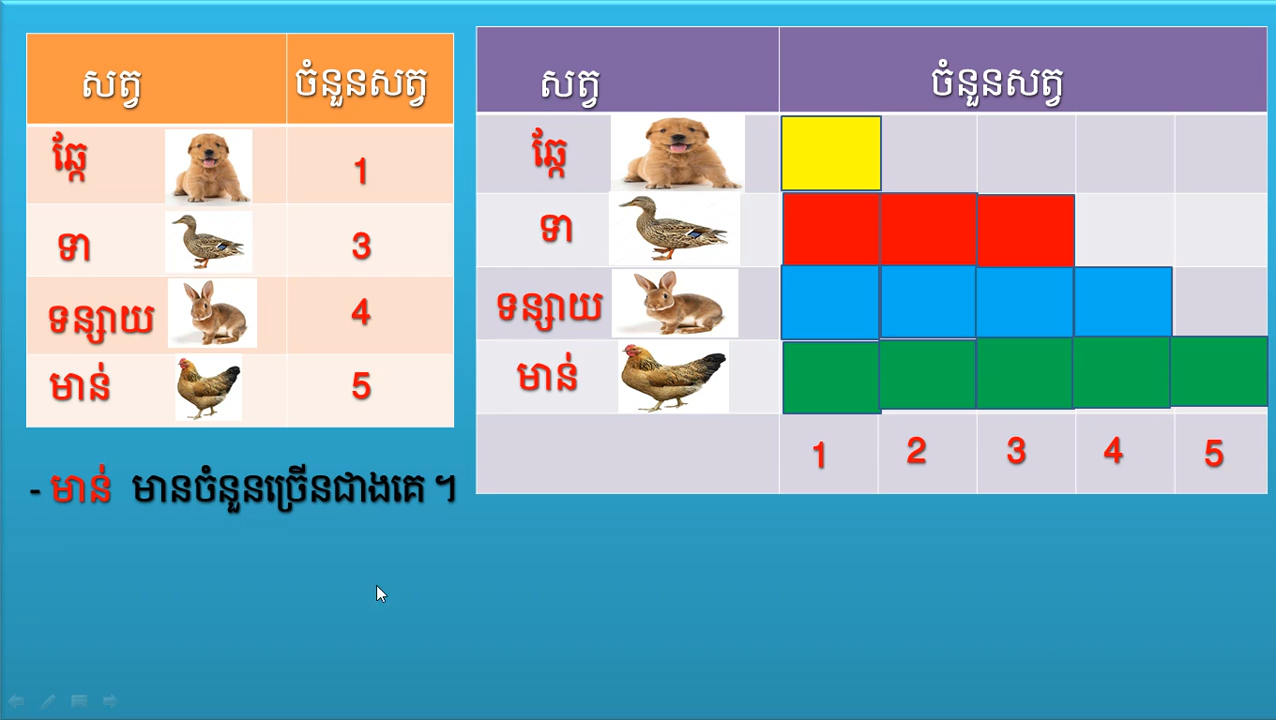 សត្វ ចំនួនសត្វ
ឆ្កែ 1
ទា 3
ទន្សាយ 4
មាន់ 5
- មាន់ មានចំនួនច្រើនជាងគេ ។
សត្វ ចំនួនសត្វ
ឆ្កែ
ទា
ទន្សាយ
មាន់
1 2 3 4 5